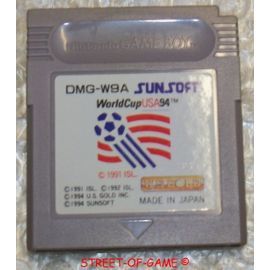 Nintendo GAME BOY
DMG-W9A SUNSOFT
WorldCupUSA94™
© 1991 ISL.
© 1991 ISL. © 1992 ISL.
© 1994 U.S. GOLD INC.
© 1994 SUNSOFT
MADE IN JAPAN
STREET-OF-GAME ©